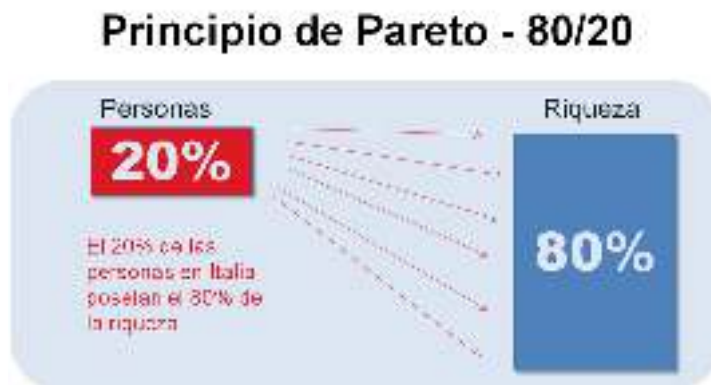 Principio de Pareto - 80/20
Personas
Riqueza
20%
80%
El 20% de las
personas en Italia
poseían el 80% de
la riqueza